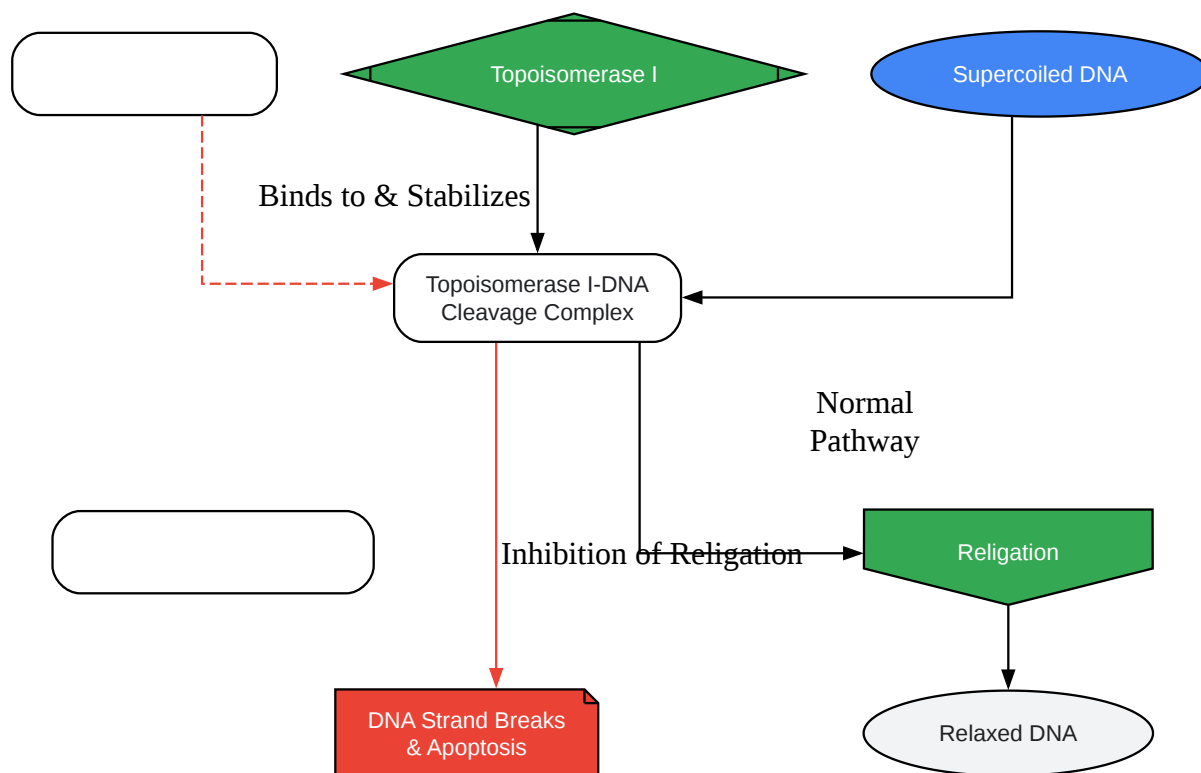 Topoisomerase I
Supercoiled DNA
Binds to & Stabilizes
Topoisomerase I-DNA
Cleavage Complex
Normal
Pathway
Inhibition of Religation
Religation
DNA Strand Breaks
& Apoptosis
Relaxed DNA